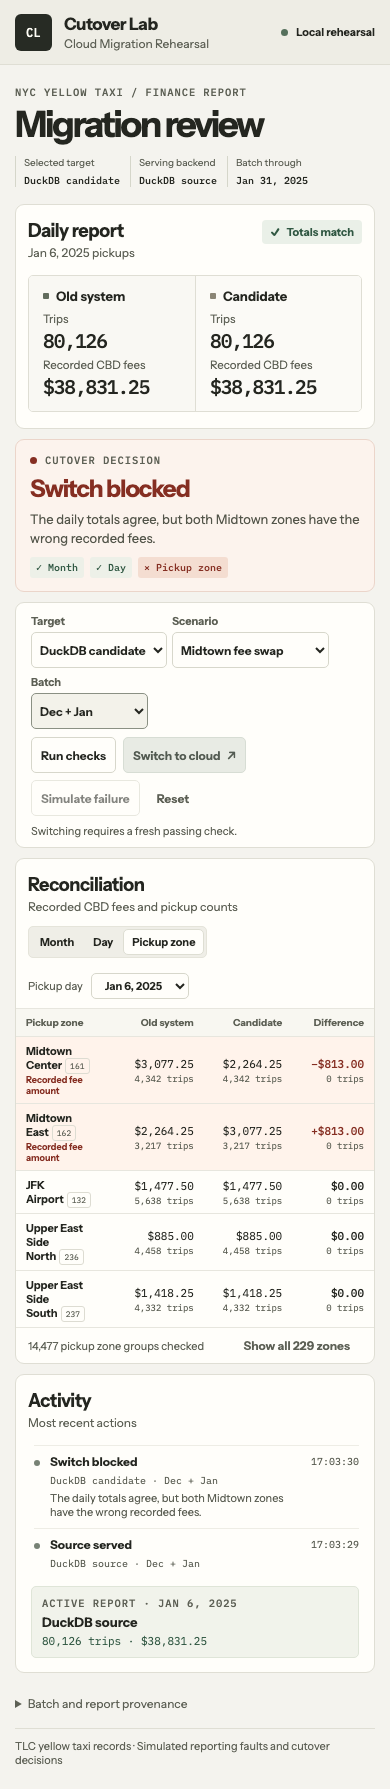 CL
Cutover Lab
Cloud Migration Rehearsal
Local rehearsal
NYC YELLOW TAXI / FINANCE REPORT
Migration review
Selected target
DuckDB candidate
Serving backend
DuckDB source
Batch through
Jan 31, 2025
Daily report
Jan 6, 2025 pickups
✓ Totals match
Old system
Trips
80,126
Recorded CBD fees
$38,831.25
Candidate
Trips
80,126
Recorded CBD fees
$38,831.25
CUTOVER DECISION
Switch blocked
The daily totals agree, but both Midtown zones have the
wrong recorded fees.
✓ Month ✓ Day × Pickup zone
Target
DuckDB candidate
Scenario
Midtown fee swap
Batch
Dec + Jan
Run checks Switch to cloud ↗
Simulate failure Reset
Switching requires a fresh passing check.
Reconciliation
Recorded CBD fees and pickup counts
Month Day Pickup zone
Pickup day Jan 6, 2025
Pickup zone Old system Candidate Difference
Midtown
Center 161
Recorded fee
amount
$3,077.25 $2,264.25 −$813.00
4,342 trips 4,342 trips 0 trips
Midtown
East 162
Recorded fee
amount
$2,264.25 $3,077.25 +$813.00
3,217 trips 3,217 trips 0 trips
JFK
Airport 132
$1,477.50 $1,477.50 $0.00
5,638 trips 5,638 trips 0 trips
Upper East
Side
North 236
$885.00 $885.00 $0.00
4,458 trips 4,458 trips 0 trips
Upper East
Side
South 237
$1,418.25 $1,418.25 $0.00
4,332 trips 4,332 trips 0 trips
14,477 pickup zone groups checked Show all 229 zones
Activity
Most recent actions
Switch blocked 17:03:30
DuckDB candidate · Dec + Jan
The daily totals agree, but both Midtown zones
have the wrong recorded fees.
Source served 17:03:29
DuckDB source · Dec + Jan
ACTIVE REPORT · JAN 6, 2025
DuckDB source
80,126 trips · $38,831.25
Batch and report provenance
TLC yellow taxi records · Simulated reporting faults and cutover
decisions